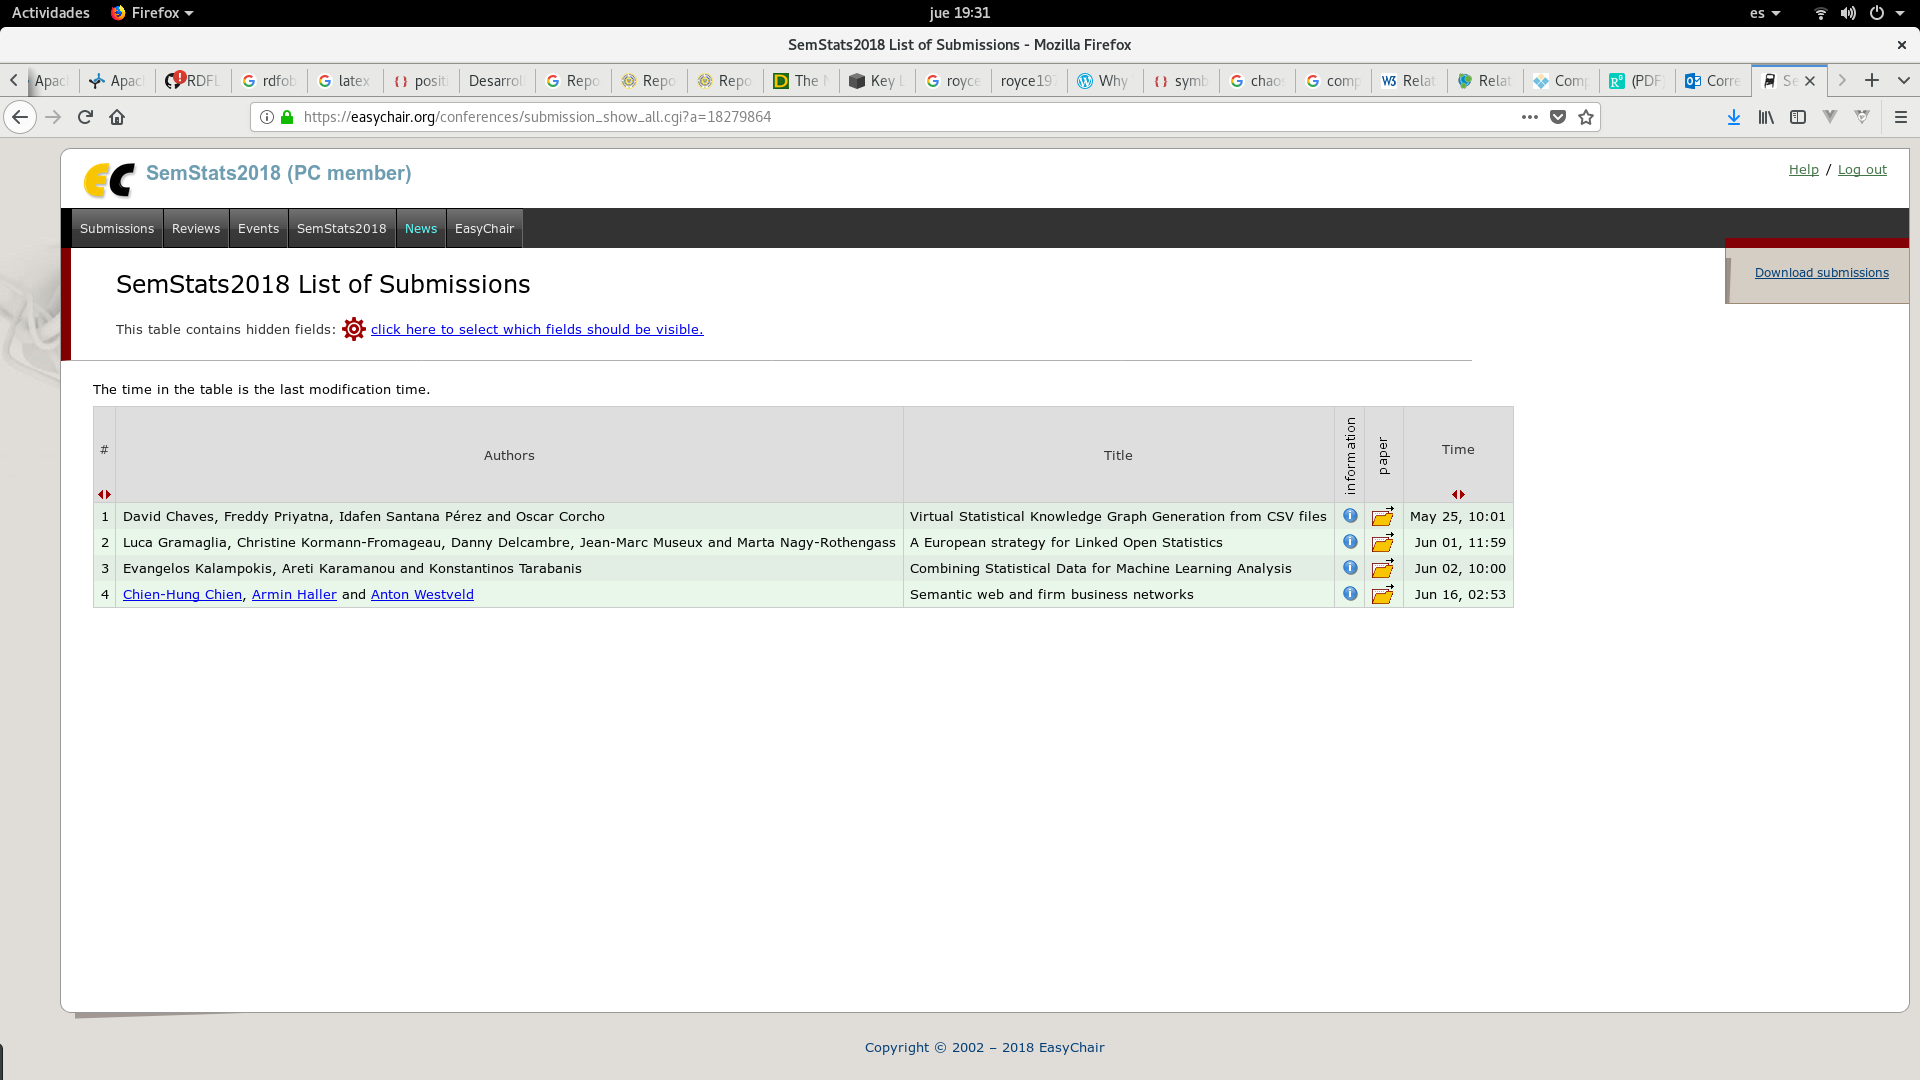 Actividades Firefox jue 19:31 es
SemStats2018 List of Submissions - Mozilla Firefox
Apac Apac RDFL rdfob latex posit Desarrol Repo Repo Repo The Key royce royce197 Why symb chao comp Relat Relat Comp (PDF Corre Se
https://easychair.org/conferences/submission_show_all.cgi?a=18279864
EC SemStats2018 (PC member) Help / Log out
Submissions Reviews Events SemStats2018 News EasyChair
Download submissions
SemStats2018 List of Submissions
This table contains hidden fields: click here to select which fields should be visible.
The time in the table is the last modification time.
# Authors Title information paper Time
1 David Chaves, Freddy Priyatna, Idafen Santana Pérez and Oscar Corcho Virtual Statistical Knowledge Graph Generation from CSV files May 25, 10:01
2 Luca Gramaglia, Christine Kormann-Fromageau, Danny Delcambre, Jean-Marc Museux and Marta Nagy-Rothengass A European strategy for Linked Open Statistics Jun 01, 11:59
3 Evangelos Kalampokis, Areti Karamanou and Konstantinos Tarabanis Combining Statistical Data for Machine Learning Analysis Jun 02, 10:00
4 Chien-Hung Chien, Armin Haller and Anton Westveld Semantic web and firm business networks Jun 16, 02:53
Copyright © 2002 – 2018 EasyChair